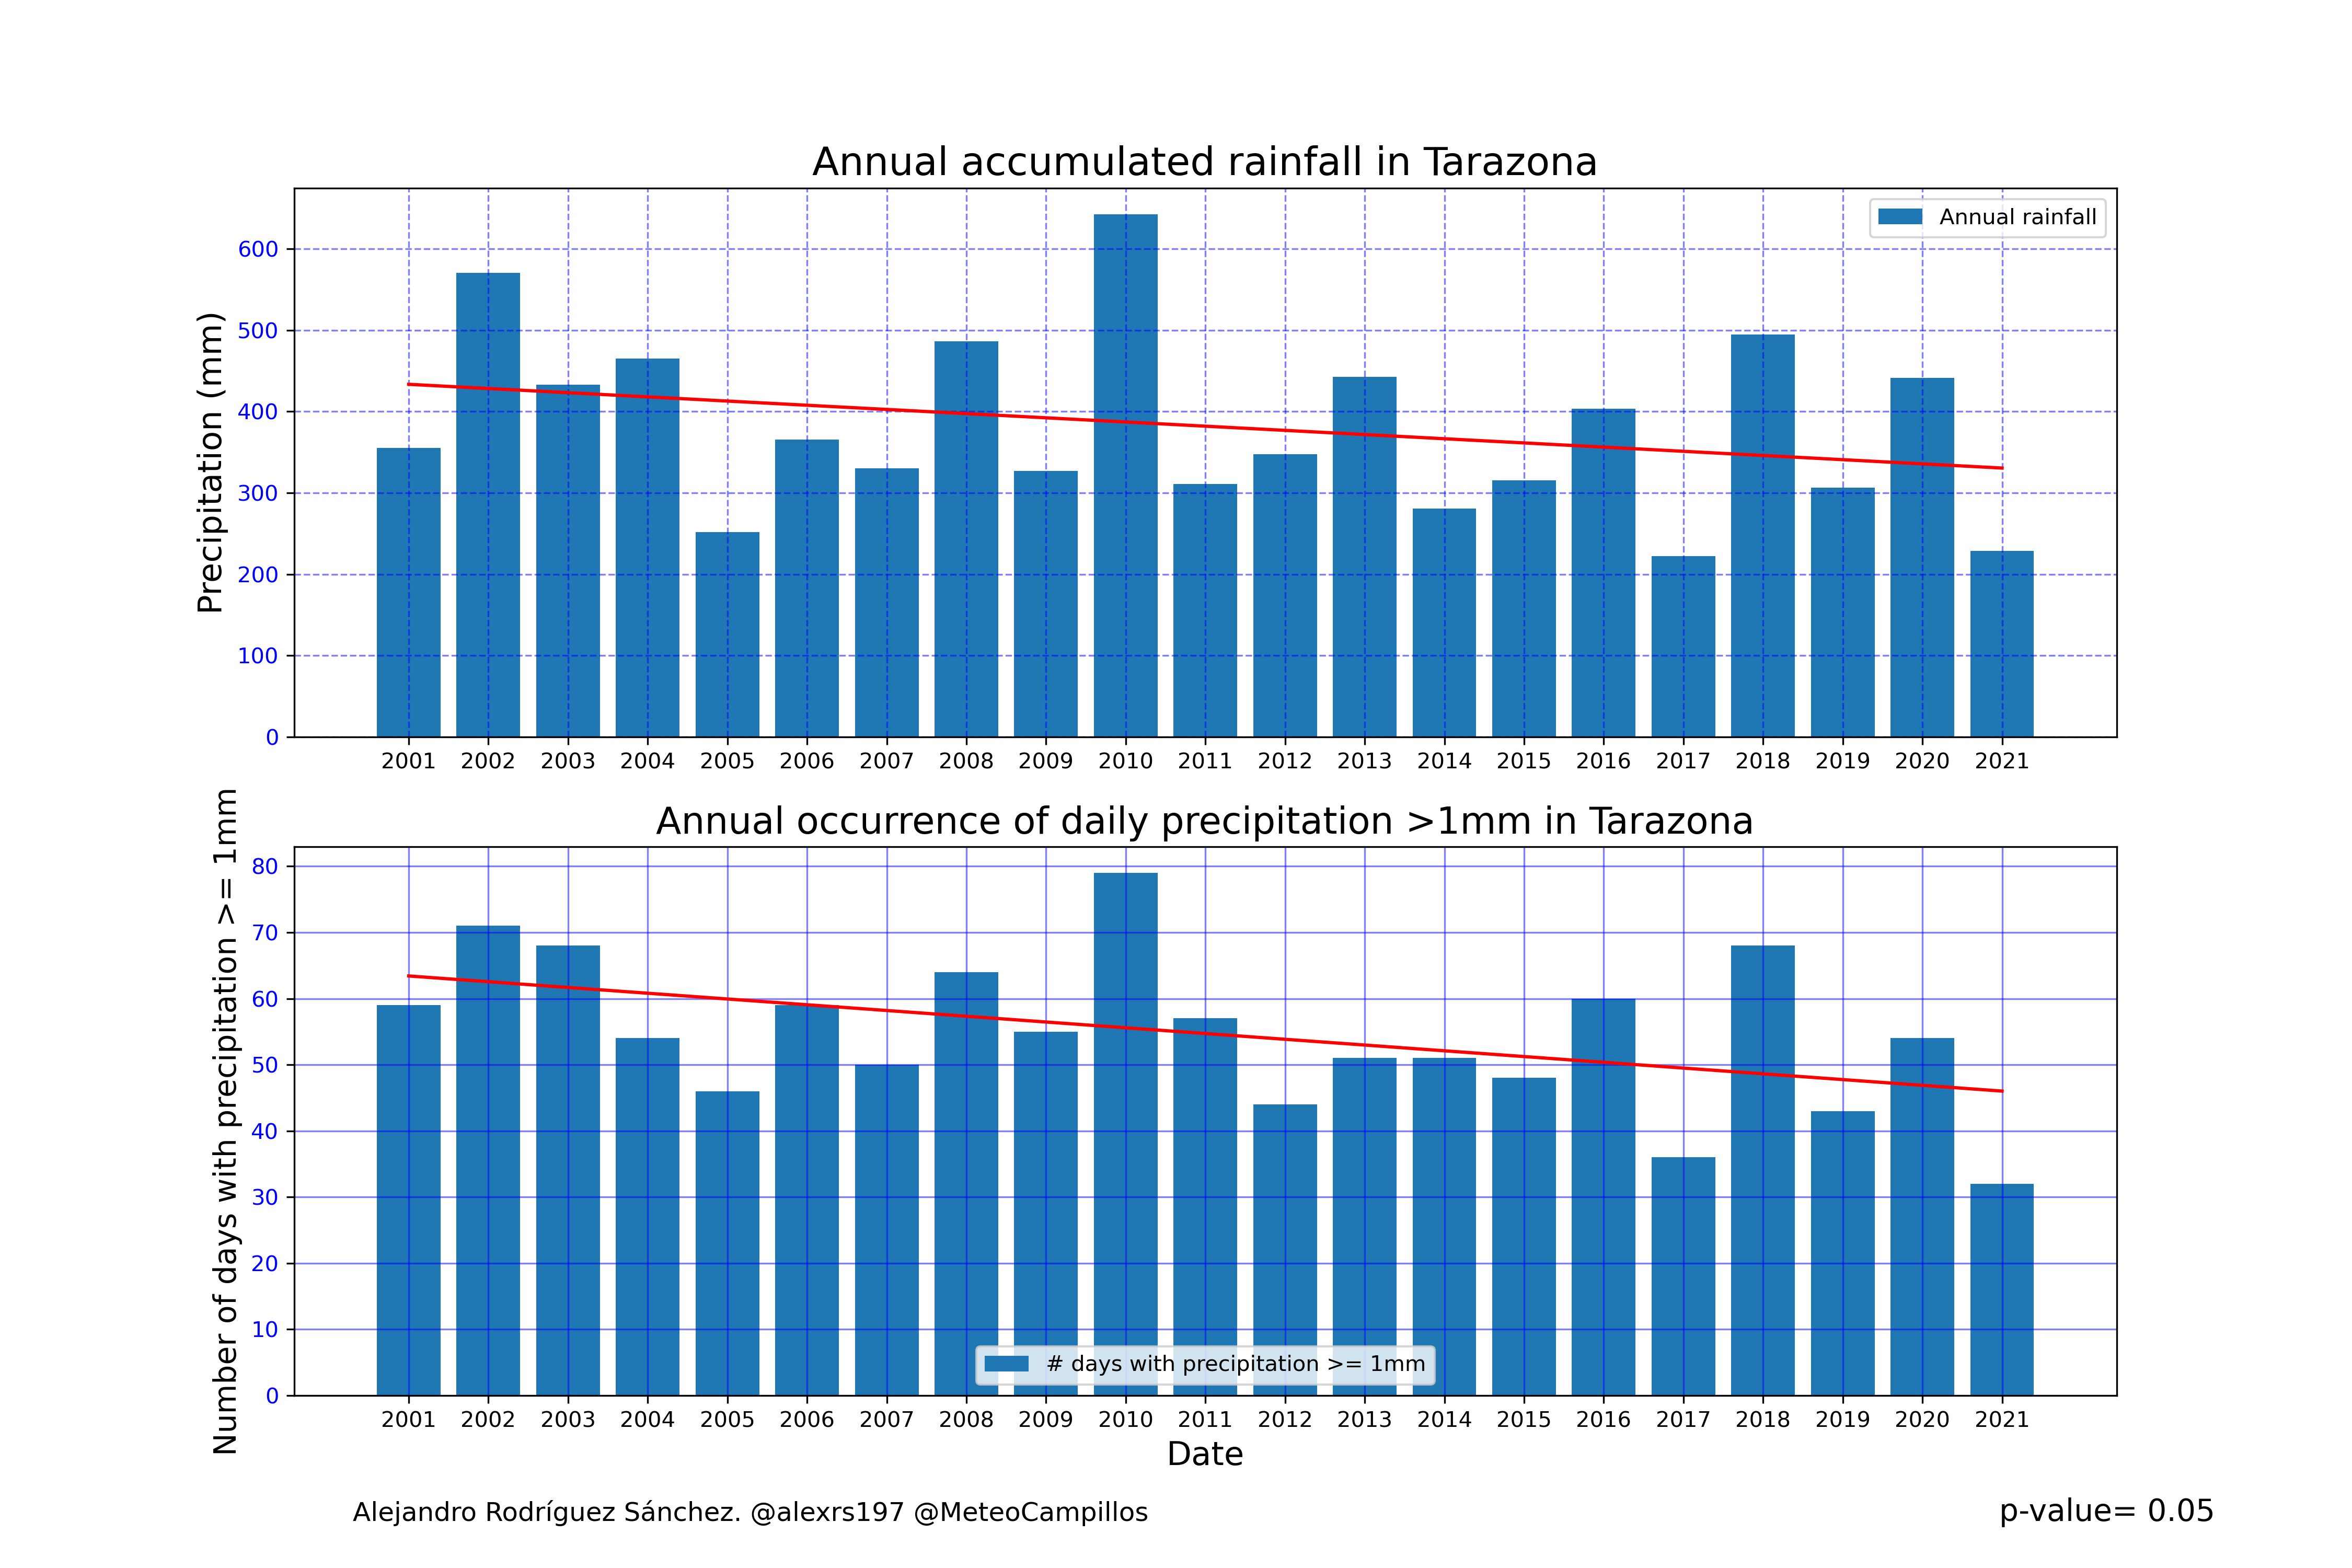 Annual accumulated rainfall in Tarazona
Precipitation (mm)
600
500
400
300
200
100
0
Annual rainfall
2001 2002 2003 2004 2005 2006 2007 2008 2009 2010 2011 2012 2013 2014 2015 2016 2017 2018 2019 2020 2021
Annual occurrence of daily precipitation >1mm in Tarazona
Number of days with precipitation >= 1mm
80
70
60
50
40
30
20
10
0
# days with precipitation >= 1mm
2001 2002 2003 2004 2005 2006 2007 2008 2009 2010 2011 2012 2013 2014 2015 2016 2017 2018 2019 2020 2021
Date
Alejandro Rodríguez Sánchez. @alexrs197 @MeteoCampillos
p-value= 0.05